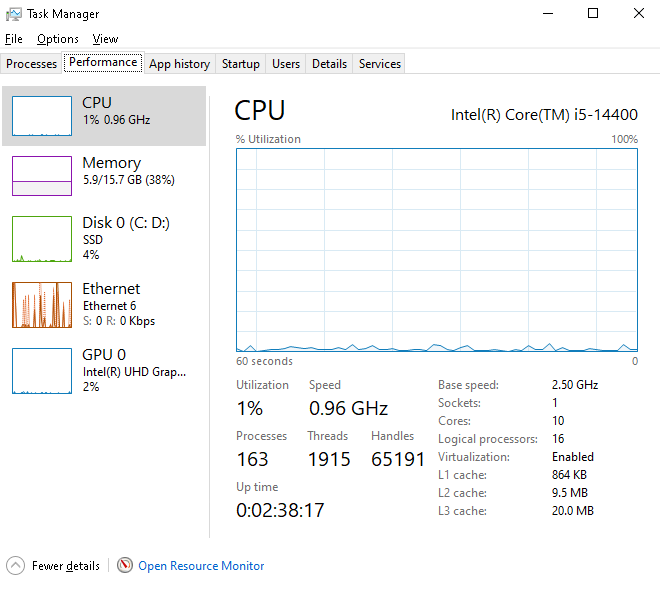 Task Manager
File Options View
Processes Performance App history Startup Users Details Services
CPU
1% 0.96 GHz
Memory
5.9/15.7 GB (38%)
Disk 0 (C: D:)
SSD
4%
Ethernet
Ethernet 6
S: 0 R: 0 Kbps
GPU 0
Intel(R) UHD Grap...
2%
CPU Intel(R) Core(TM) i5-14400
% Utilization 100%
60 seconds 0
Utilization Speed
1% 0.96 GHz
Processes Threads Handles
163 1915 65191
Up time
0:02:38:17
Base speed: 2.50 GHz
Sockets: 1
Cores: 10
Logical processors: 16
Virtualization: Enabled
L1 cache: 864 KB
L2 cache: 9.5 MB
L3 cache: 20.0 MB
Fewer details Open Resource Monitor